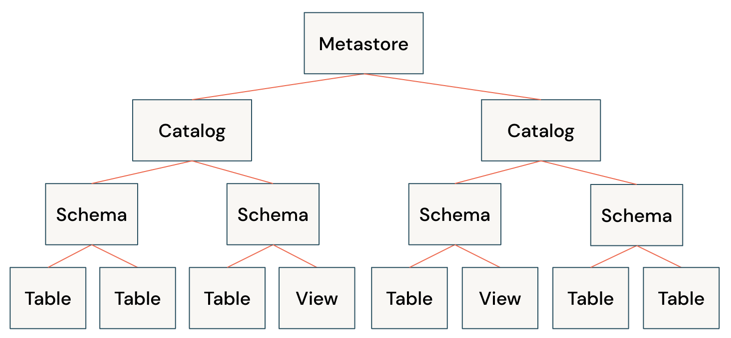 Metastore
Catalog Catalog
Schema Schema Schema Schema
Table Table Table View Table View Table Table